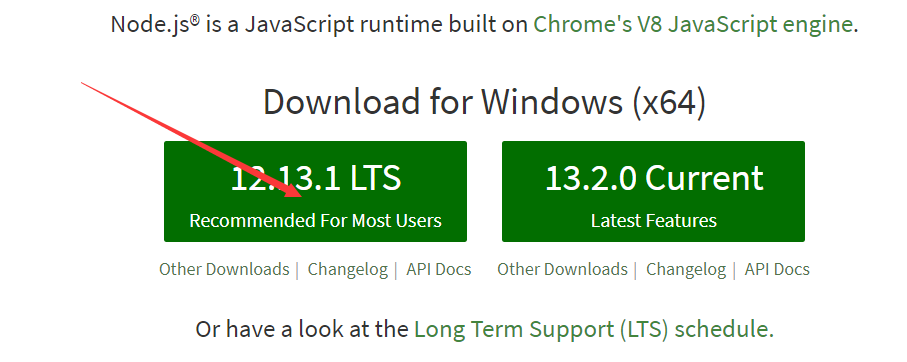 Node.js® is a JavaScript runtime built on Chrome's V8 JavaScript engine.
Download for Windows (x64)
12.13.1 LTS
Recommended For Most Users
13.2.0 Current
Latest Features
Other Downloads | Changelog | API Docs
Other Downloads | Changelog | API Docs
Or have a look at the Long Term Support (LTS) schedule.